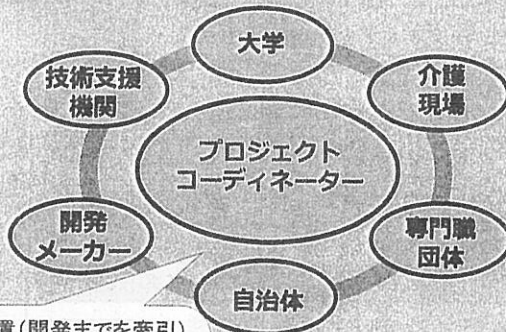 大学
技術支援
機関
介護
現場
プロジェクト
コーディネーター
開発
メーカー
専門職
団体
自治体
置(開発までを牽引)